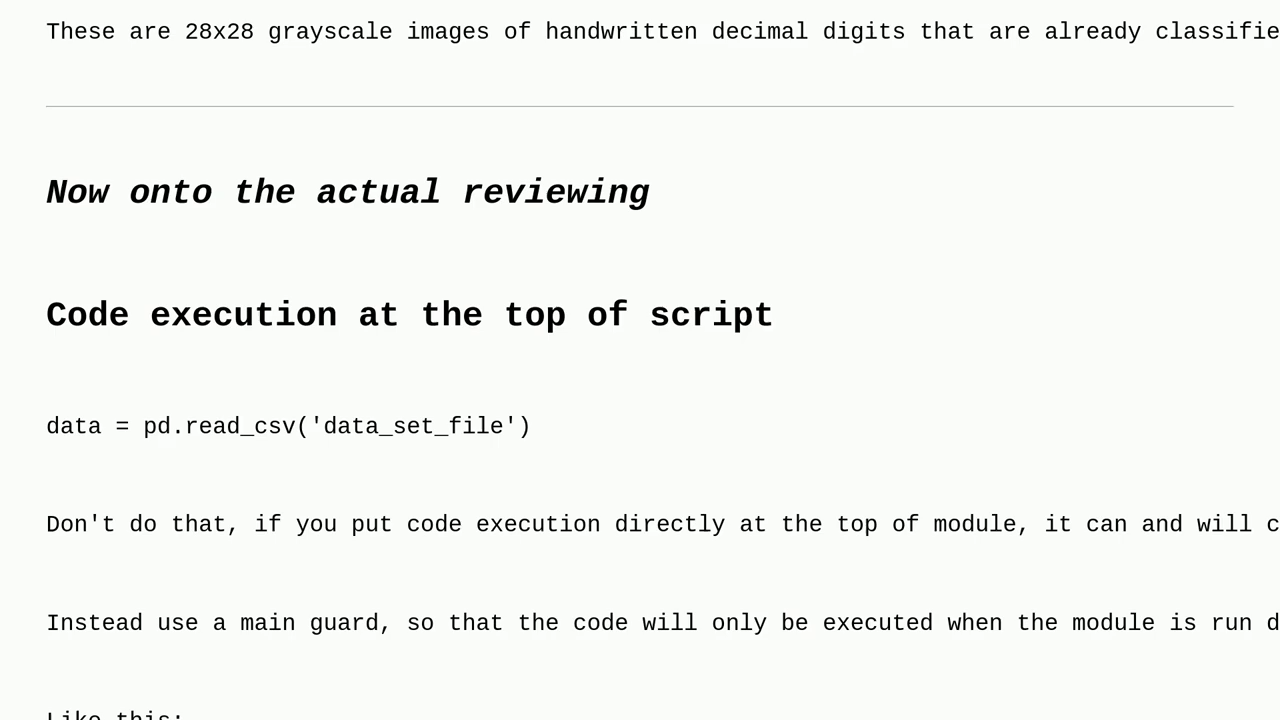 These are 28x28 grayscale images of handwritten decimal digits that are already classifie
Now onto the actual reviewing
Code execution at the top of script
data = pd.read_csv('data_set_file')
Don't do that, if you put code execution directly at the top of module, it can and will c
Instead use a main guard, so that the code will only be executed when the module is run d
Like this: